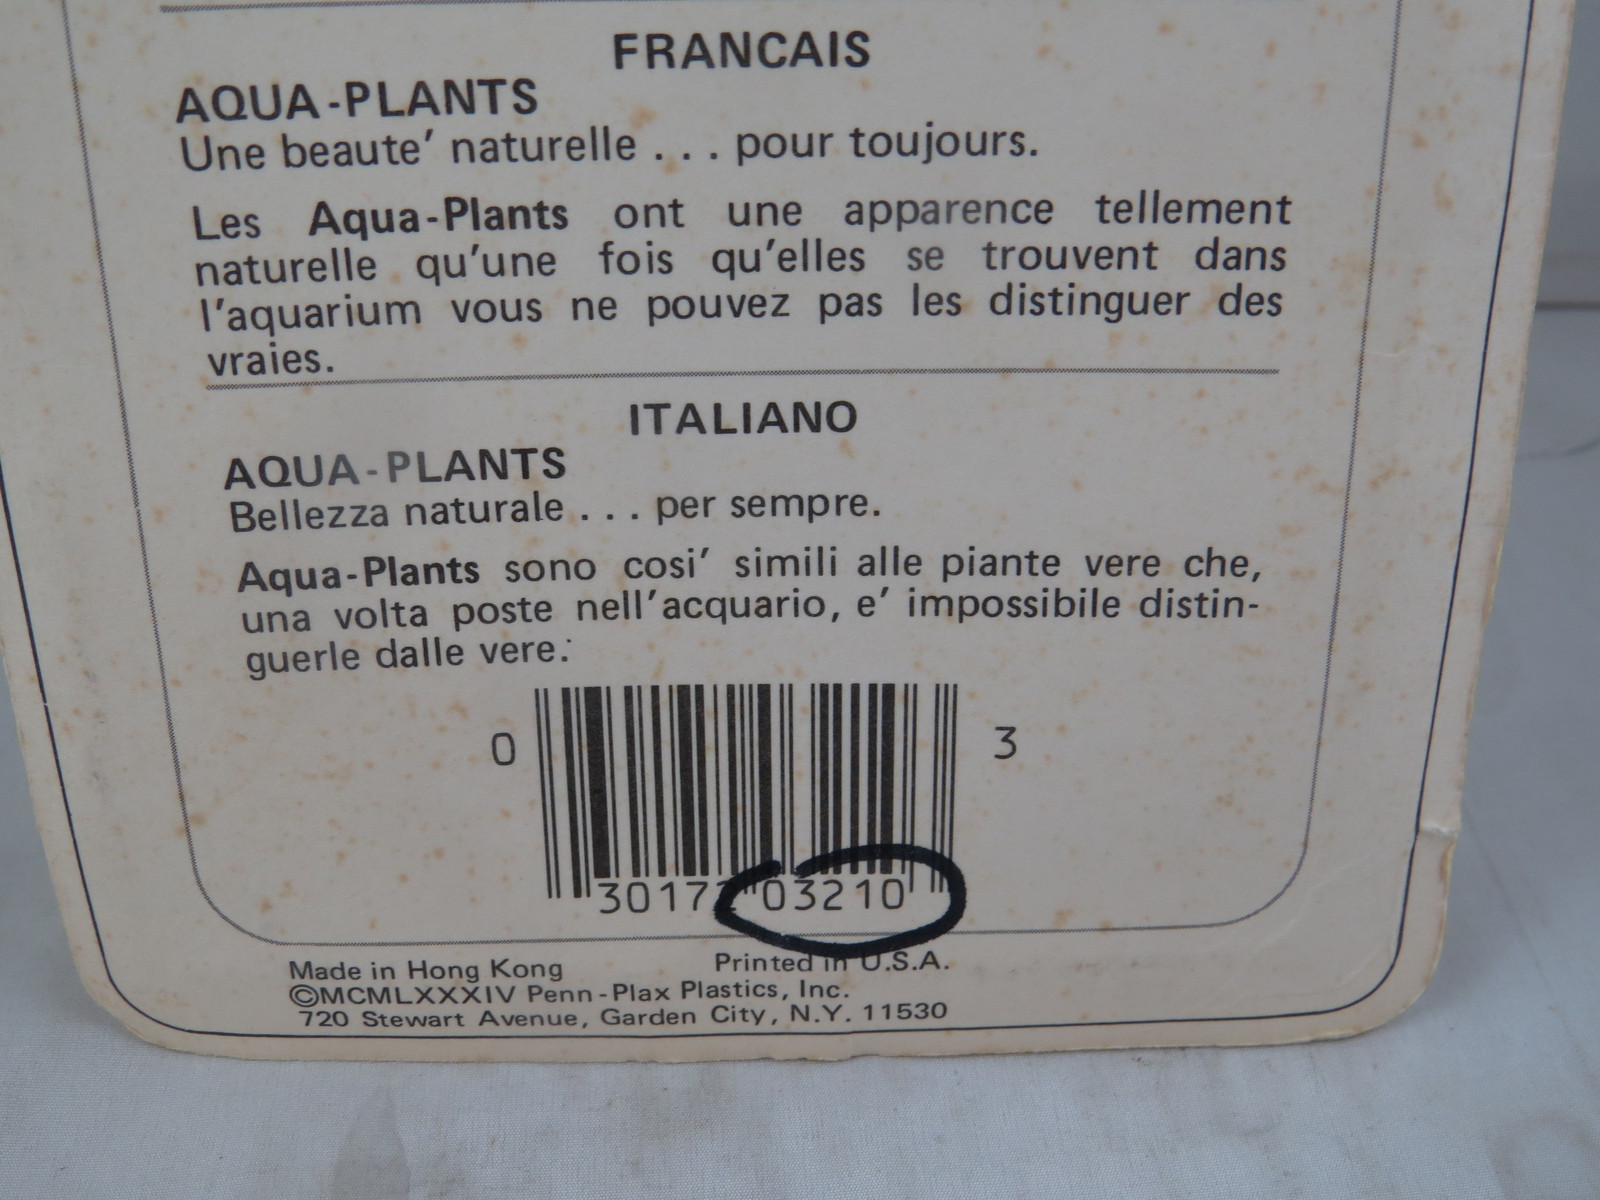 FRANCAIS
AQUA-PLANTS
Une beaute' naturelle . . . pour toujours.
Les Aqua-Plants ont une apparence tellement
naturelle qu'une fois qu'elles se trouvent dans
l'aquarium vous ne pouvez pas les distinguer des
vraies.
ITALIANO
AQUA-PLANTS
Bellezza naturale . . . per sempre.
Aqua-Plants sono cosi' simili alle piante vere che,
una volta poste nell'acquario, e' impossibile distin-
guerle dalle vere.
0 3
03210
Made in Hong Kong Printed in U.S.A.
©MCMLXXXIV Penn-Plax Plastics, Inc.
720 Stewart Avenue, Garden City, N.Y. 11530